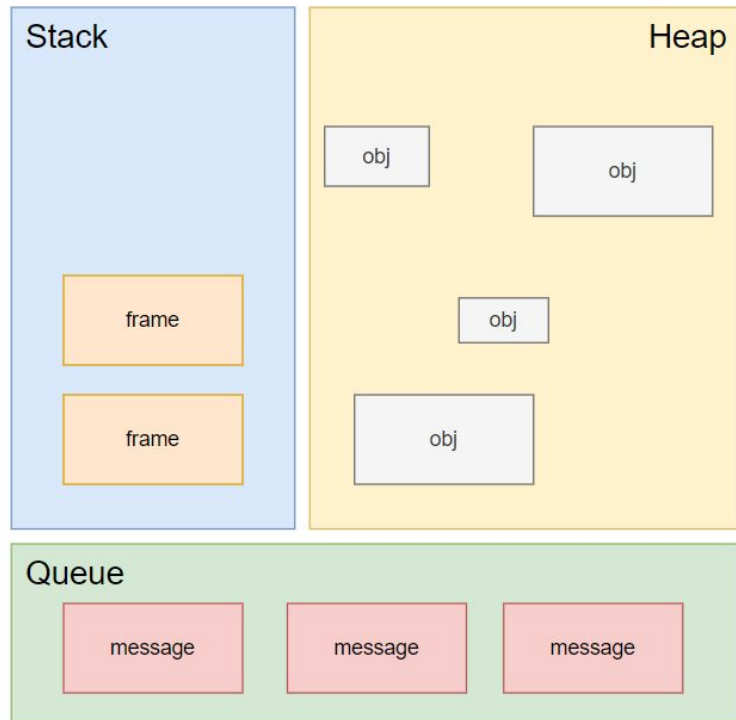 Stack
frame
frame
Heap
obj
obj
obj
obj
Queue
message
message
message